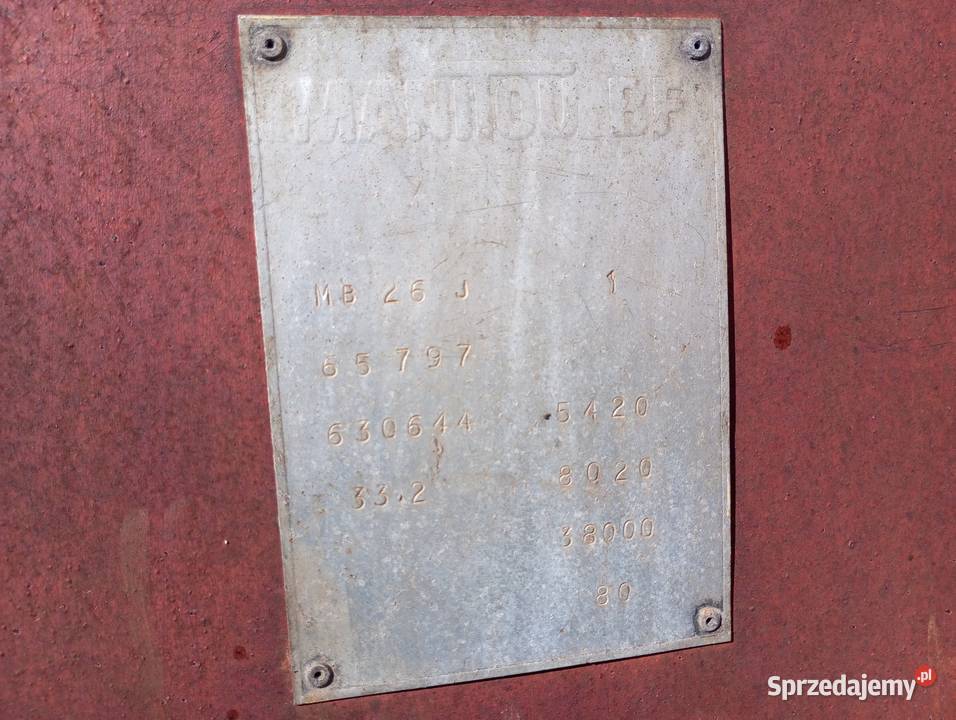 MANITOU BF
MB 26 J 1
65797
630644 5420
33.2 8020
38000
80
Sprzedajemy.pl